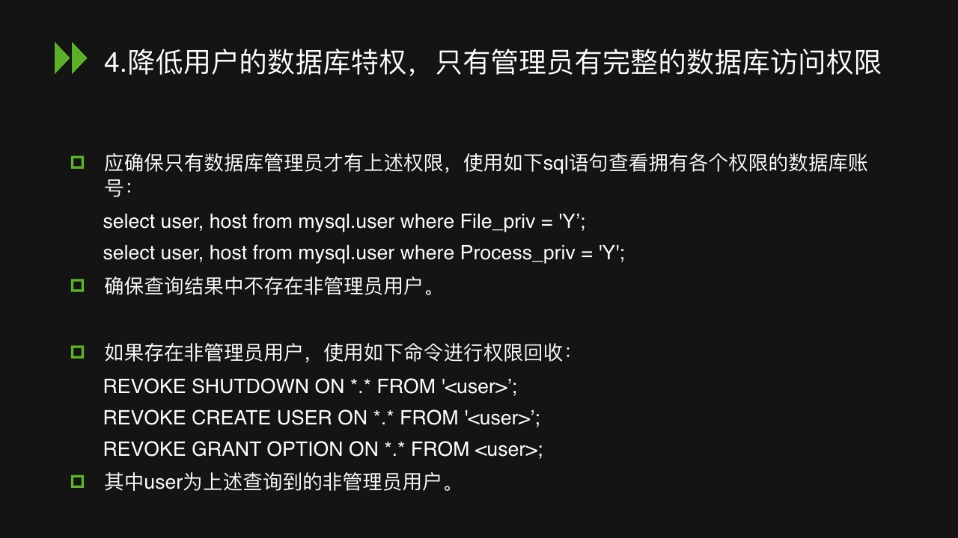 4.降低用户的数据库特权，只有管理员有完整的数据库访问权限
应确保只有数据库管理员才有上述权限，使用如下sql语句查看拥有各个权限的数据库账
号：
select user, host from mysql.user where File_priv = 'Y’;
select user, host from mysql.user where Process_priv = 'Y';
确保查询结果中不存在非管理员用户。
如果存在非管理员用户，使用如下命令进行权限回收：
REVOKE SHUTDOWN ON *.* FROM '<user>’;
REVOKE CREATE USER ON *.* FROM '<user>’;
REVOKE GRANT OPTION ON *.* FROM <user>;
其中user为上述查询到的非管理员用户。